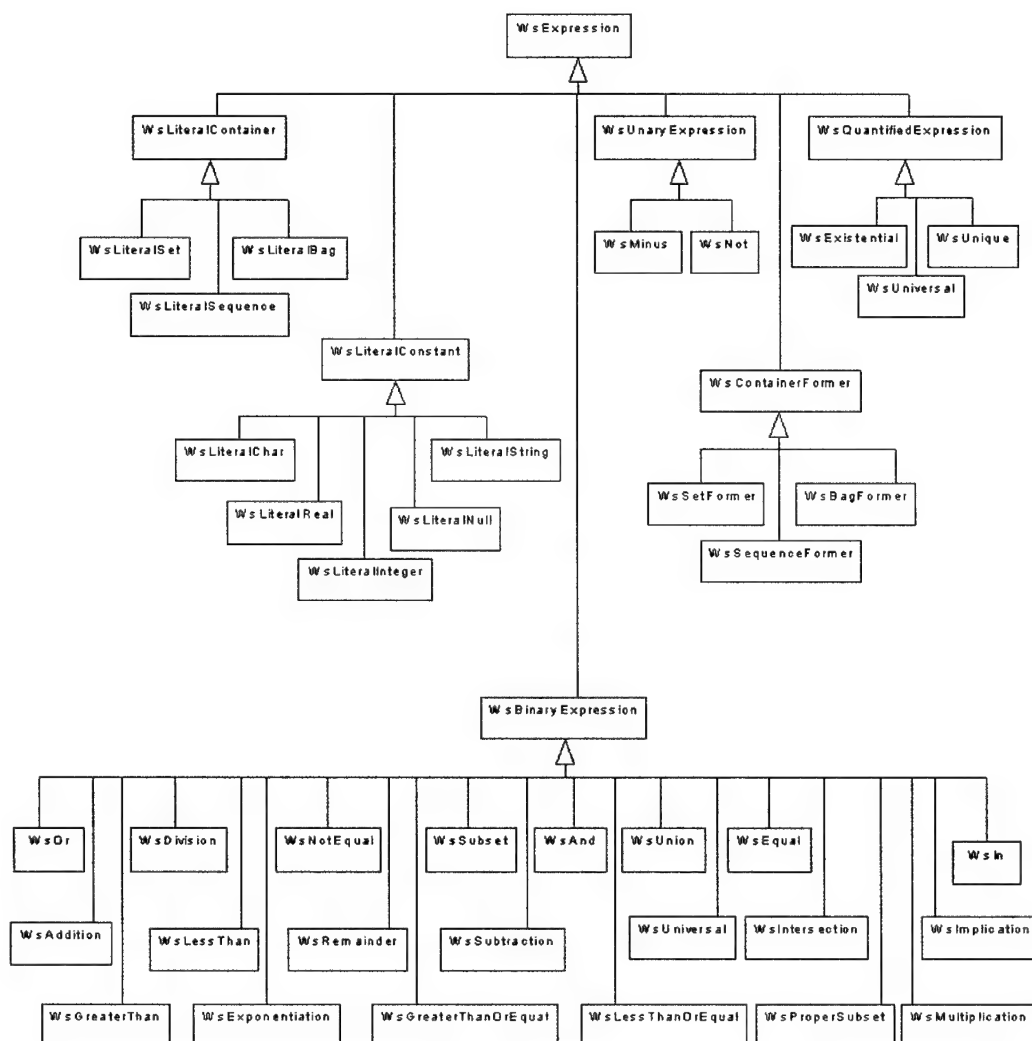 WsExpression
WsLiteralContainer
WsUnaryExpression
WsQuantifiedExpression
WsLiteralSet
WsLiteralBag
WsMinus
WsNot
WsExistential
WsUnique
WsLiteralSequence
WsUniversal
WsLiteralConstant
WsContainerFormer
WsLiteralChar
WsLiteralString
WsSetFormer
WsBagFormer
WsLiteralReal
WsLiteralNull
WsSequenceFormer
WsLiteralInteger
WsBinaryExpression
WsOr
WsDivision
WsNotEqual
WsSubset
WsAnd
WsUnion
WsEqual
WsIn
WsAddition
WsLessThan
WsRemainder
WsSubtraction
WsUniversal
WsIntersection
WsImplication
WsGreaterThan
WsExponentiation
WsGreaterThanOrEqual
WsLessThanOrEqual
WsProperSubset
WsMultiplication